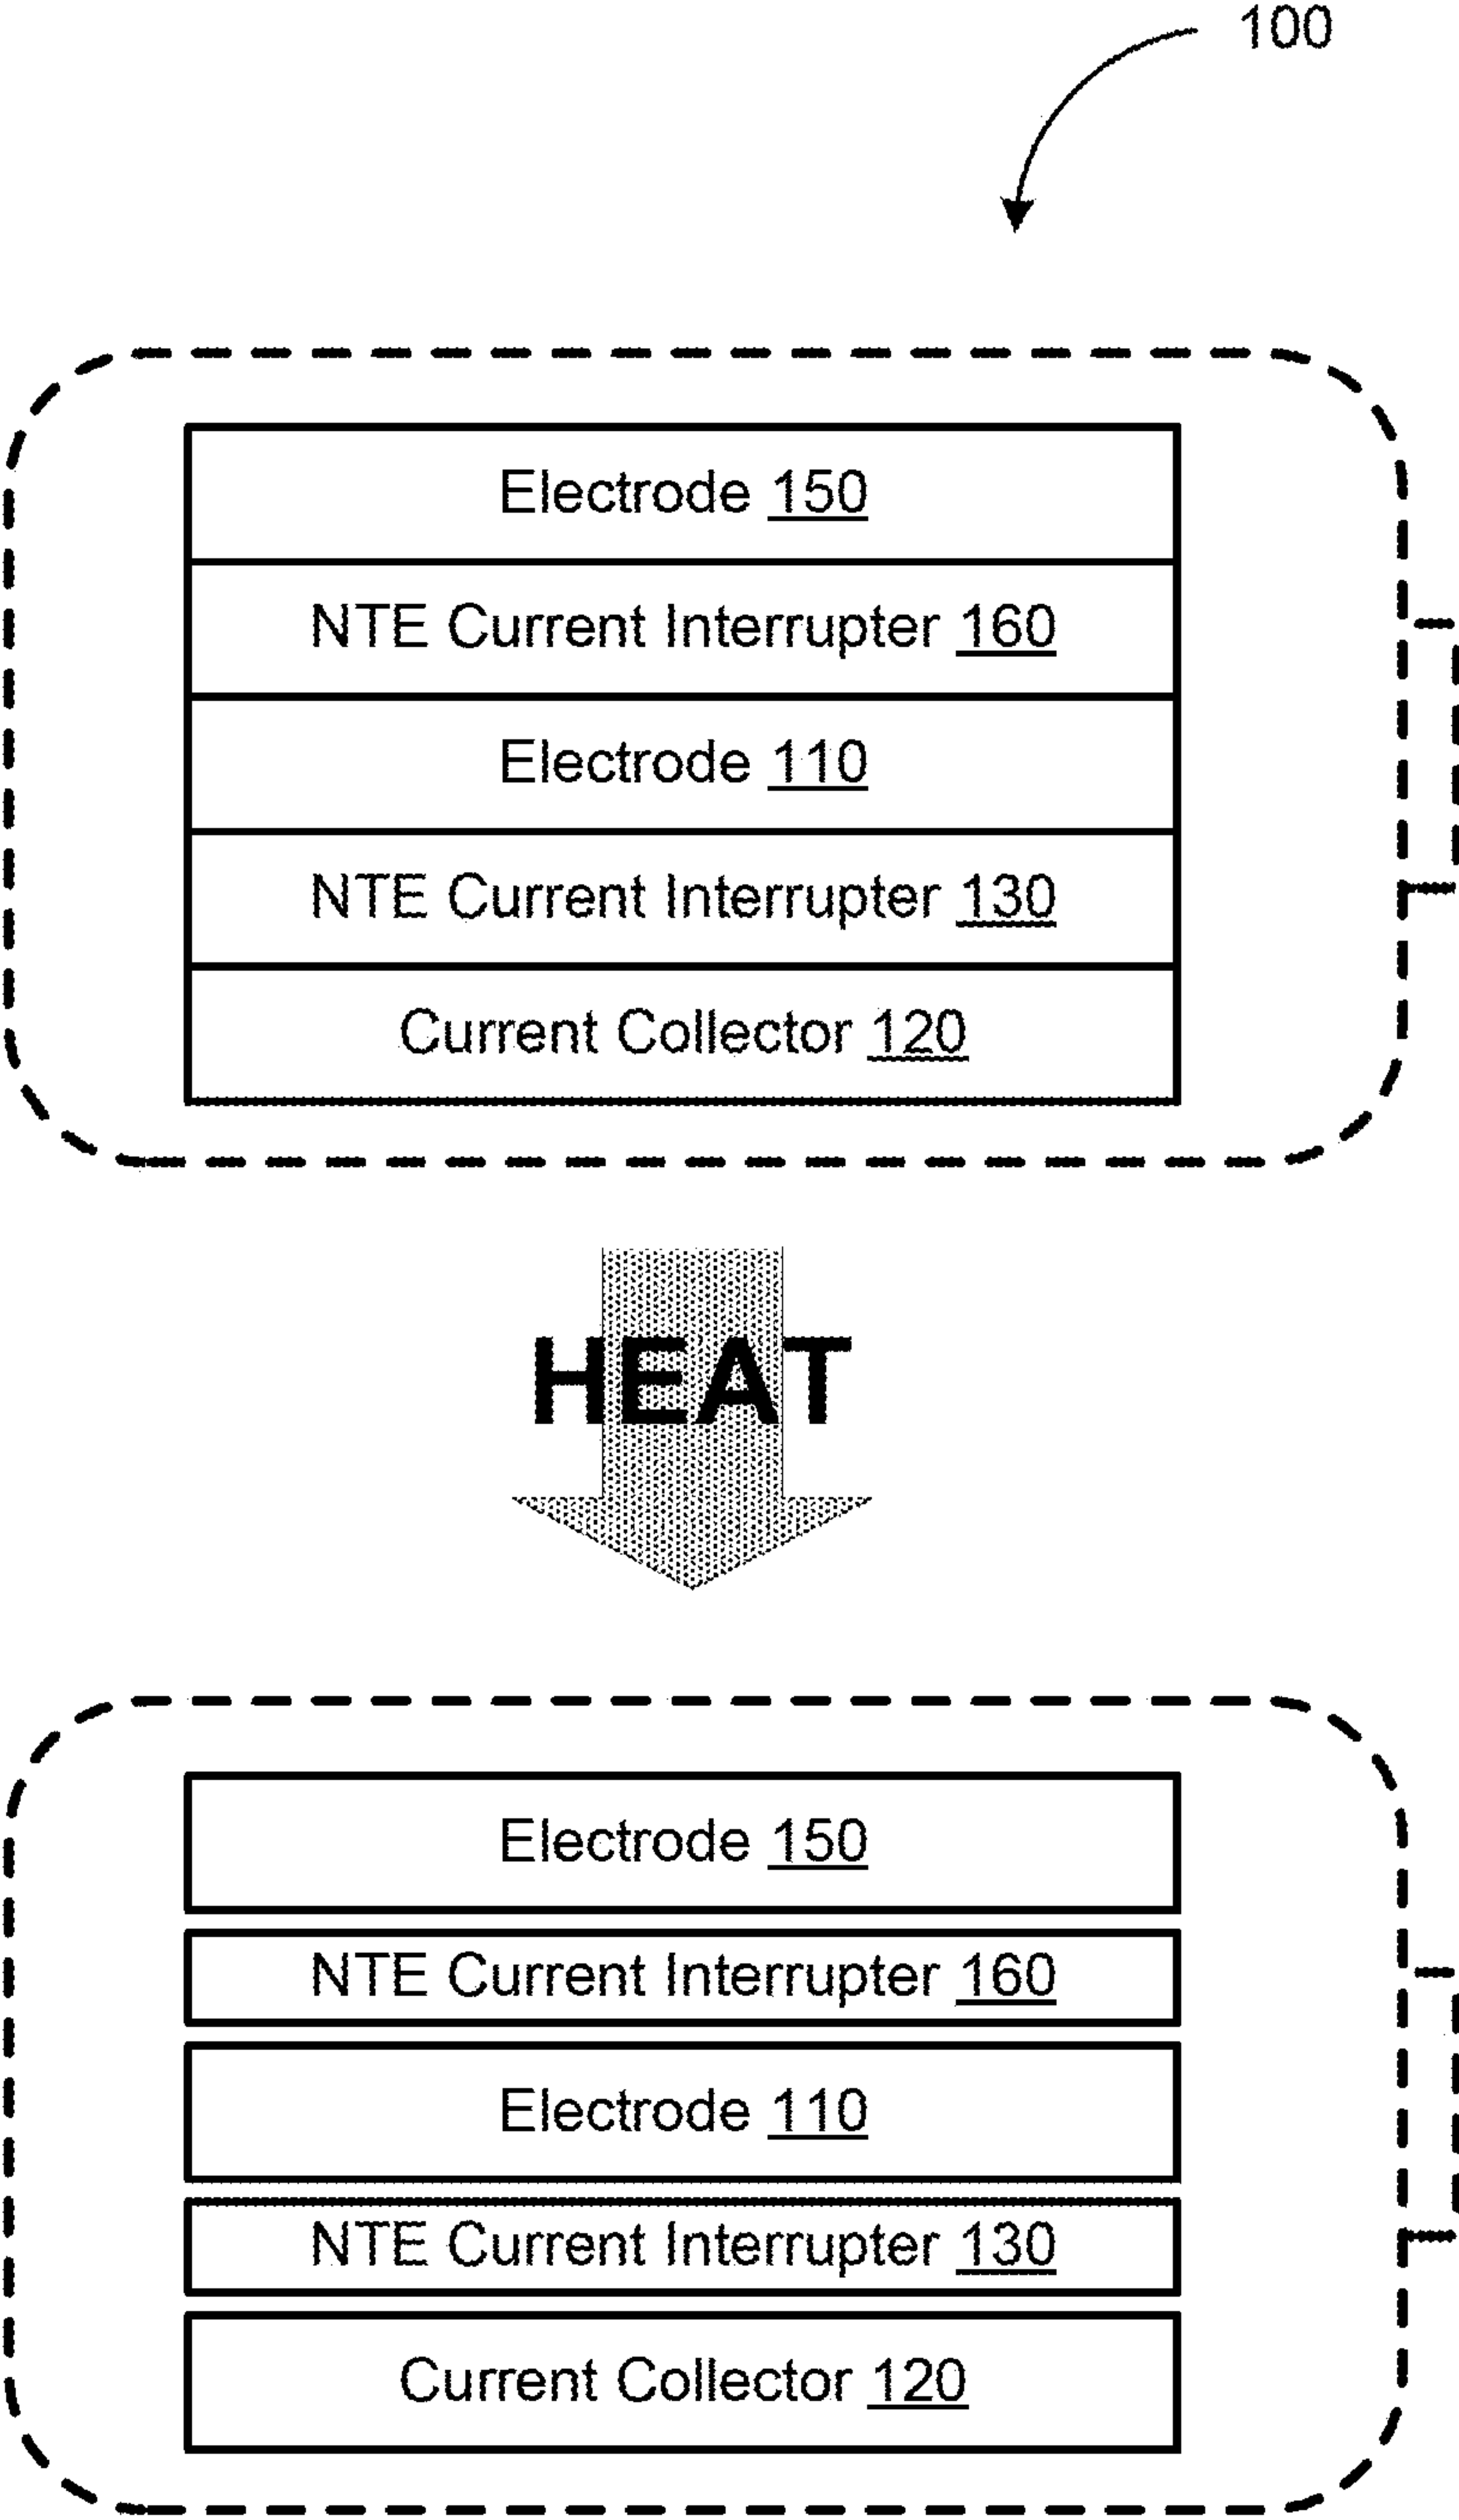 100
Electrode 150
NTE Current Interrupter 160
Electrode 110
NTE Current Interrupter 130
Current Collector 120
HEAT
Electrode 150
NTE Current Interrupter 160
Electrode 110
NTE Current Interrupter 130
Current Collector 120